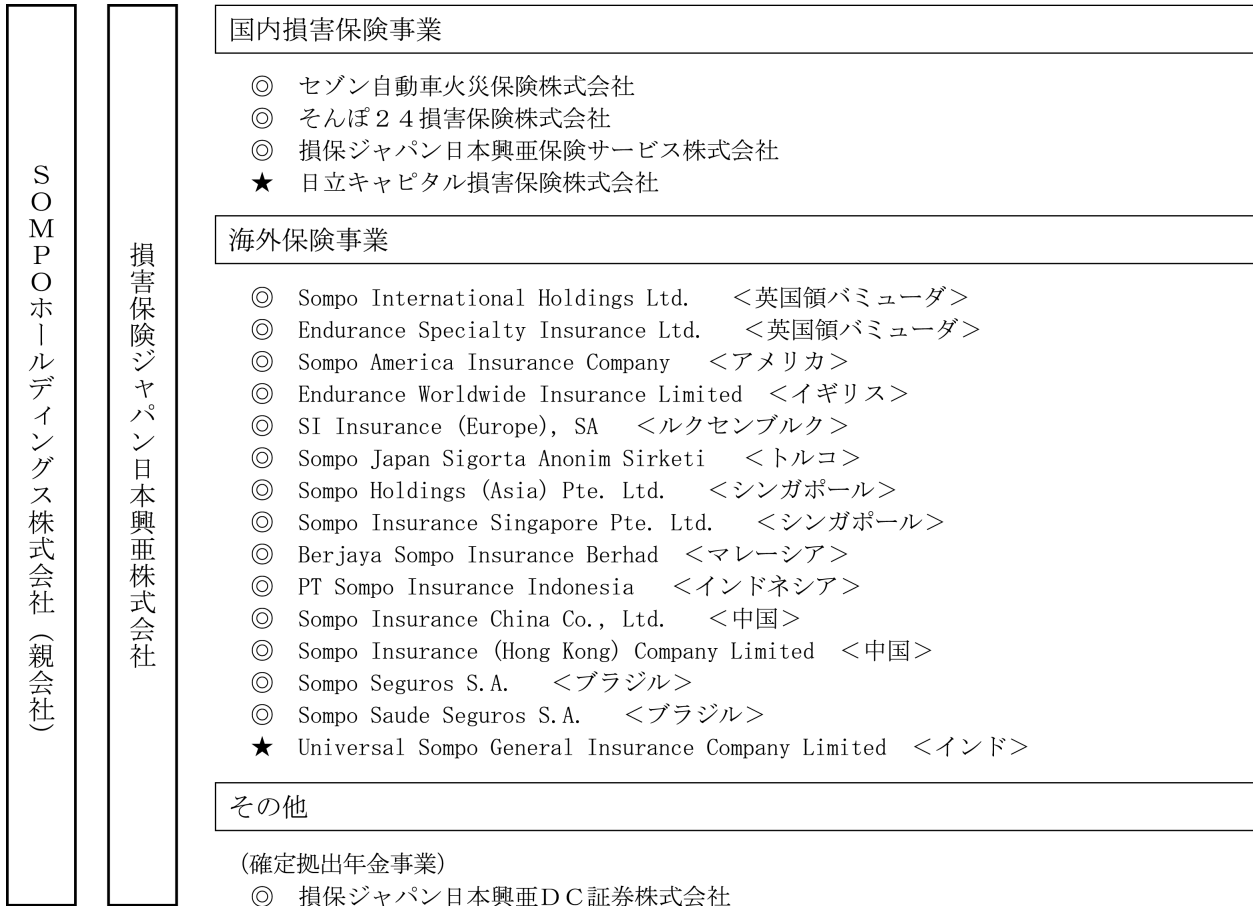 SOMPOホールディングス株式会社（親会社）
損害保険ジャパン日本興亜株式会社
国内損害保険事業
◎ セゾン自動車火災保険株式会社
◎ そんぽ２４損害保険株式会社
◎ 損保ジャパン日本興亜保険サービス株式会社
★ 日立キャピタル損害保険株式会社
海外保険事業
◎ Sompo International Holdings Ltd. ＜英国領バミューダ＞
◎ Endurance Specialty Insurance Ltd. ＜英国領バミューダ＞
◎ Sompo America Insurance Company ＜アメリカ＞
◎ Endurance Worldwide Insurance Limited ＜イギリス＞
◎ SI Insurance (Europe), SA ＜ルクセンブルク＞
◎ Sompo Japan Sigorta Anonim Sirketi ＜トルコ＞
◎ Sompo Holdings (Asia) Pte. Ltd. ＜シンガポール＞
◎ Sompo Insurance Singapore Pte. Ltd. ＜シンガポール＞
◎ Berjaya Sompo Insurance Berhad ＜マレーシア＞
◎ PT Sompo Insurance Indonesia ＜インドネシア＞
◎ Sompo Insurance China Co., Ltd. ＜中国＞
◎ Sompo Insurance (Hong Kong) Company Limited ＜中国＞
◎ Sompo Seguros S.A. ＜ブラジル＞
◎ Sompo Saude Seguros S.A. ＜ブラジル＞
★ Universal Sompo General Insurance Company Limited ＜インド＞
その他
（確定拠出年金事業）
◎ 損保ジャパン日本興亜ＤＣ証券株式会社